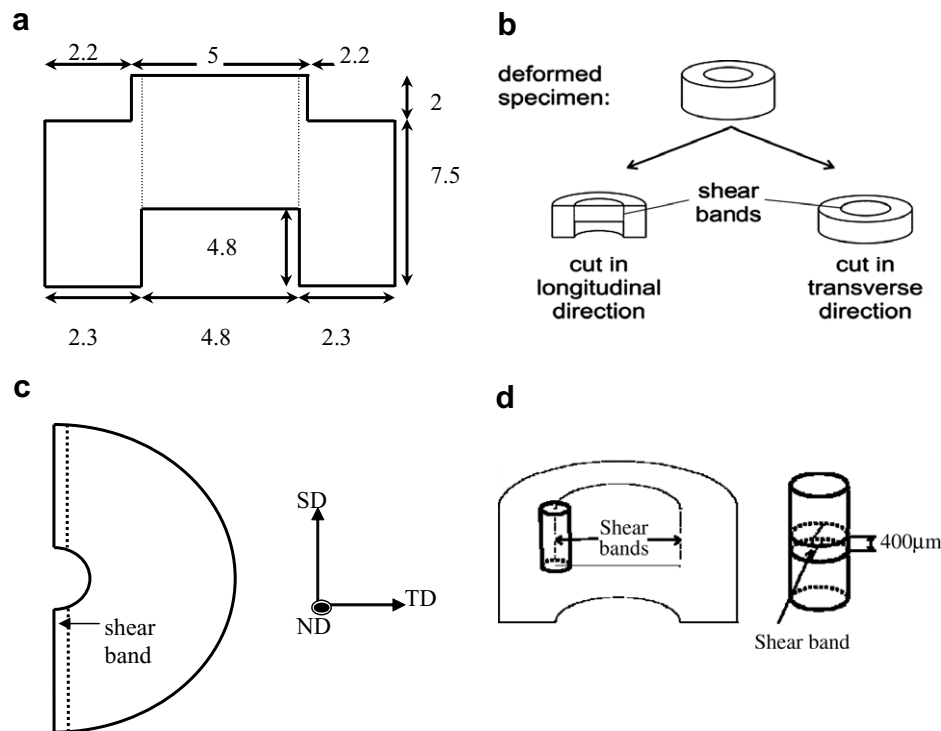 a
2.2
5
2.2
2
7.5
4.8
2.3
4.8
2.3
b
deformed
specimen:
shear
bands
cut in
longitudinal
direction
cut in
transverse
direction
c
SD
TD
ND
shear
band
d
Shear
bands
400μm
Shear band